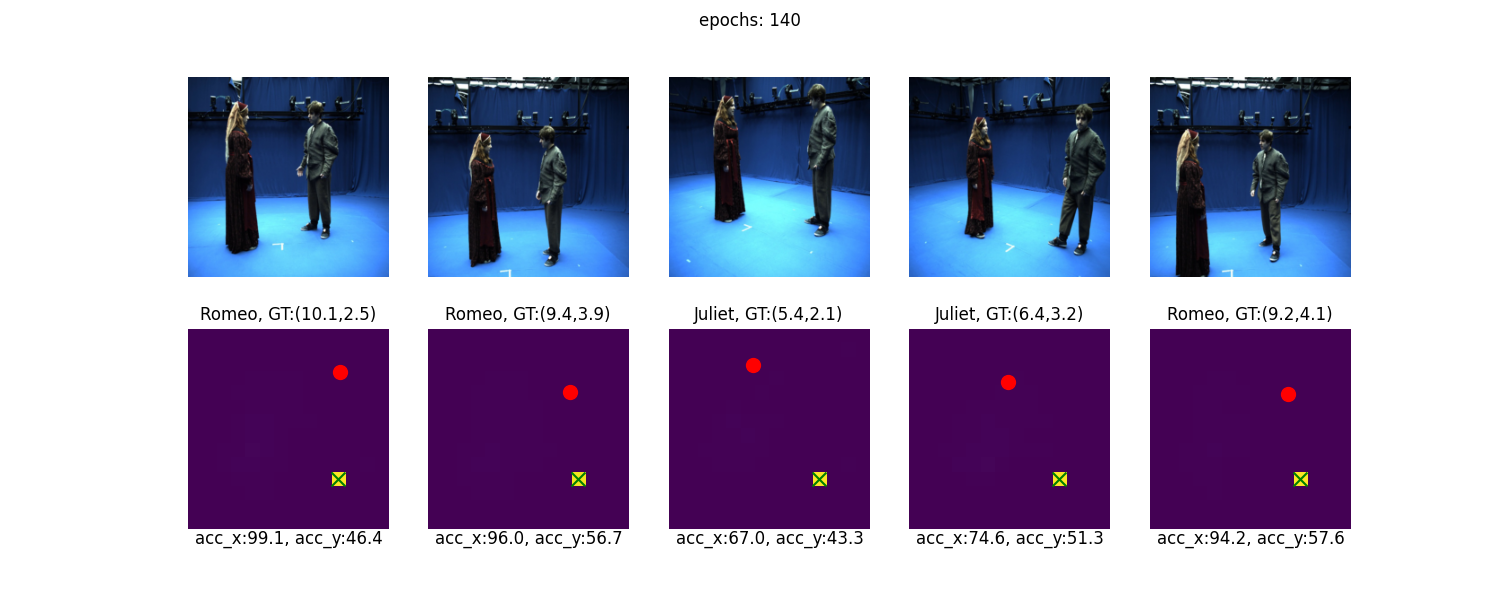 epochs: 140
Romeo, GT:(10.1,2.5)
Romeo, GT:(9.4,3.9)
Juliet, GT:(5.4,2.1)
Juliet, GT:(6.4,3.2)
Romeo, GT:(9.2,4.1)
acc_x:99.1, acc_y:46.4
acc_x:96.0, acc_y:56.7
acc_x:67.0, acc_y:43.3
acc_x:74.6, acc_y:51.3
acc_x:94.2, acc_y:57.6